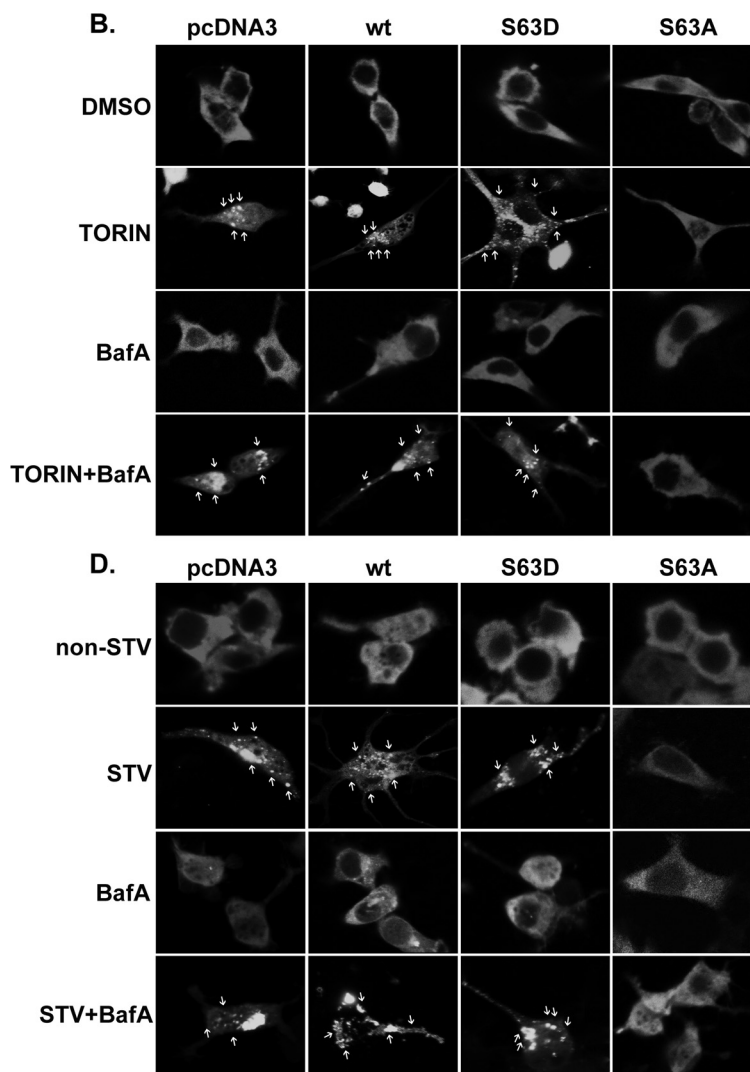 B.
pcDNA3 wt S63D S63A
DMSO
TORIN
BafA
TORIN+BafA
D.
pcDNA3 wt S63D S63A
non-STV
STV
BafA
STV+BafA